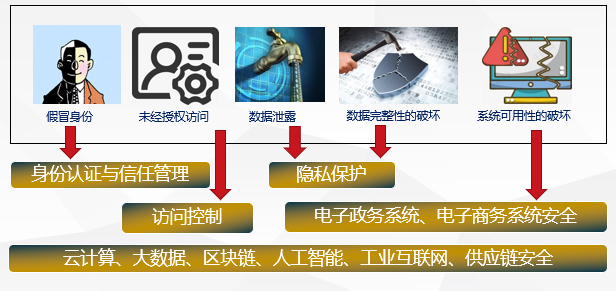 假冒身份
未经授权访问
数据泄露
数据完整性的破坏
系统可用性的破坏
身份认证与信任管理
隐私保护
访问控制
电子政务系统、电子商务系统安全
云计算、大数据、区块链、人工智能、工业互联网、供应链安全